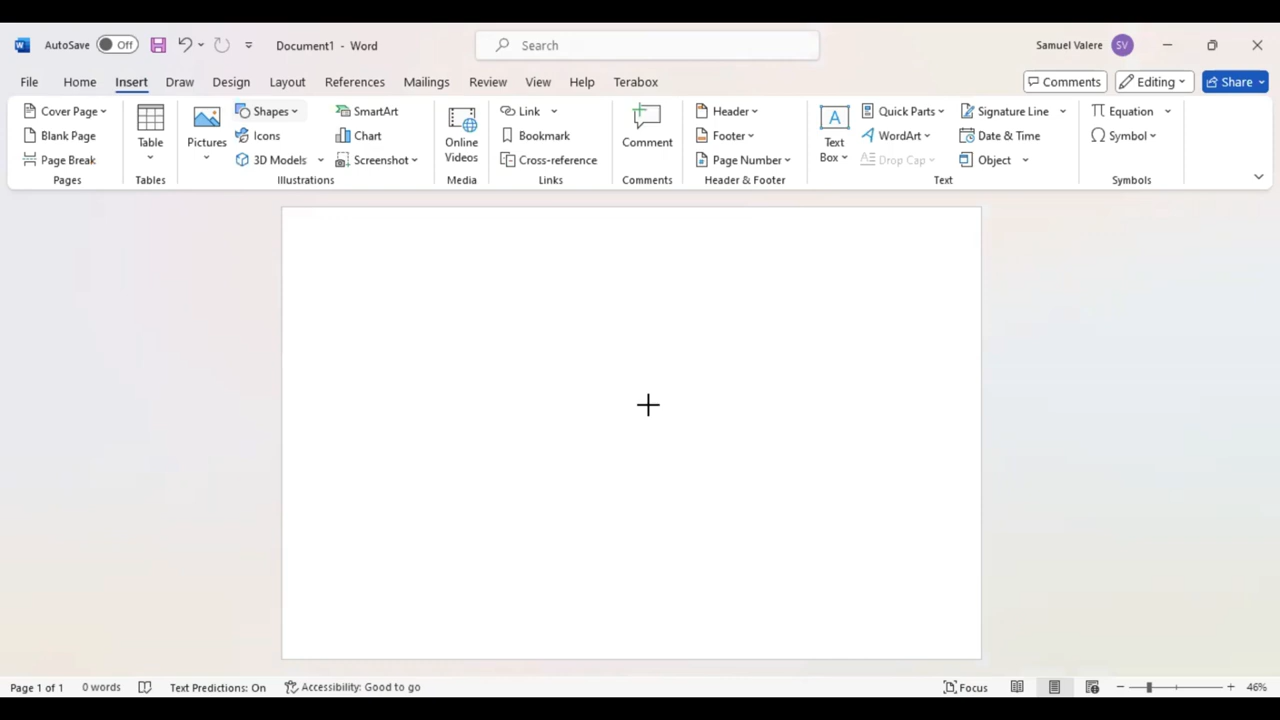 AutoSave Off Document1 - Word Search Samuel Valere SV
File Home Insert Draw Design Layout References Mailings Review View Help Terabox Comments Editing Share
Cover Page Shapes SmartArt Link Header Quick Parts Signature Line Equation
Blank Page Icons Chart Bookmark Footer WordArt Date & Time Symbol
Table Pictures Online Videos Comment Text Box
Page Break 3D Models Screenshot Cross-reference Page Number Drop Cap Object
Pages Tables Illustrations Media Links Comments Header & Footer Text Symbols
Page 1 of 1 0 words Text Predictions: On Accessibility: Good to go Focus 46%